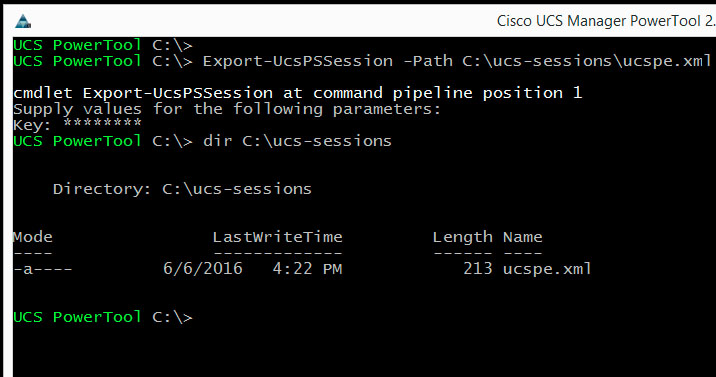 Cisco UCS Manager PowerTool 2.
UCS PowerTool C:\>
UCS PowerTool C:\> Export-UcsPSSession -Path C:\ucs-sessions\ucspe.xml
cmdlet Export-UcsPSSession at command pipeline position 1
Supply values for the following parameters:
Key: ********
UCS PowerTool C:\> dir C:\ucs-sessions
Directory: C:\ucs-sessions
Mode LastWriteTime Length Name
---- ------------- ------ ----
-a---- 6/6/2016 4:22 PM 213 ucspe.xml
UCS PowerTool C:\>